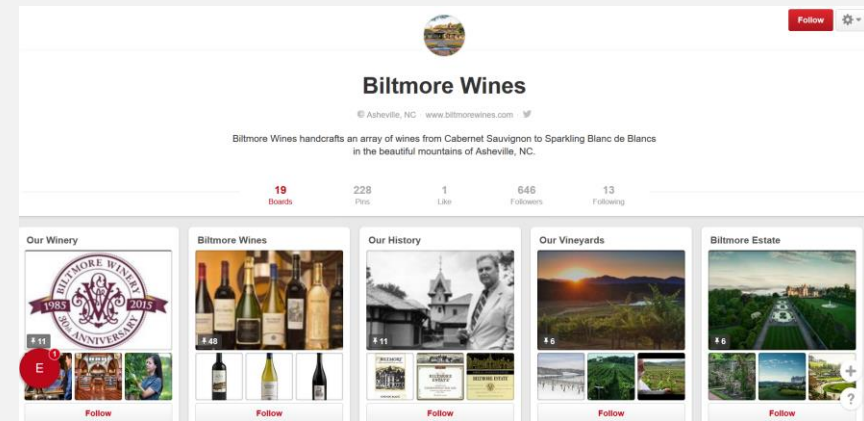 Follow
Biltmore Wines
Asheville, NC www.biltmorewines.com
Biltmore Wines handcrafts an array of wines from Cabernet Sauvignon to Sparkling Blanc de Blancs
in the beautiful mountains of Asheville, NC.
19 228 1 646 13
Boards Pins Like Followers Following
Our Winery
Biltmore Wines
Our History
Our Vineyards
Biltmore Estate
BILTMORE WINERY
1985 2015
30th ANNIVERSARY
11
48
11
6
6
E
1
BILTMORE
BILTMORE ESTATE
+
?
Follow
Follow
Follow
Follow
Follow